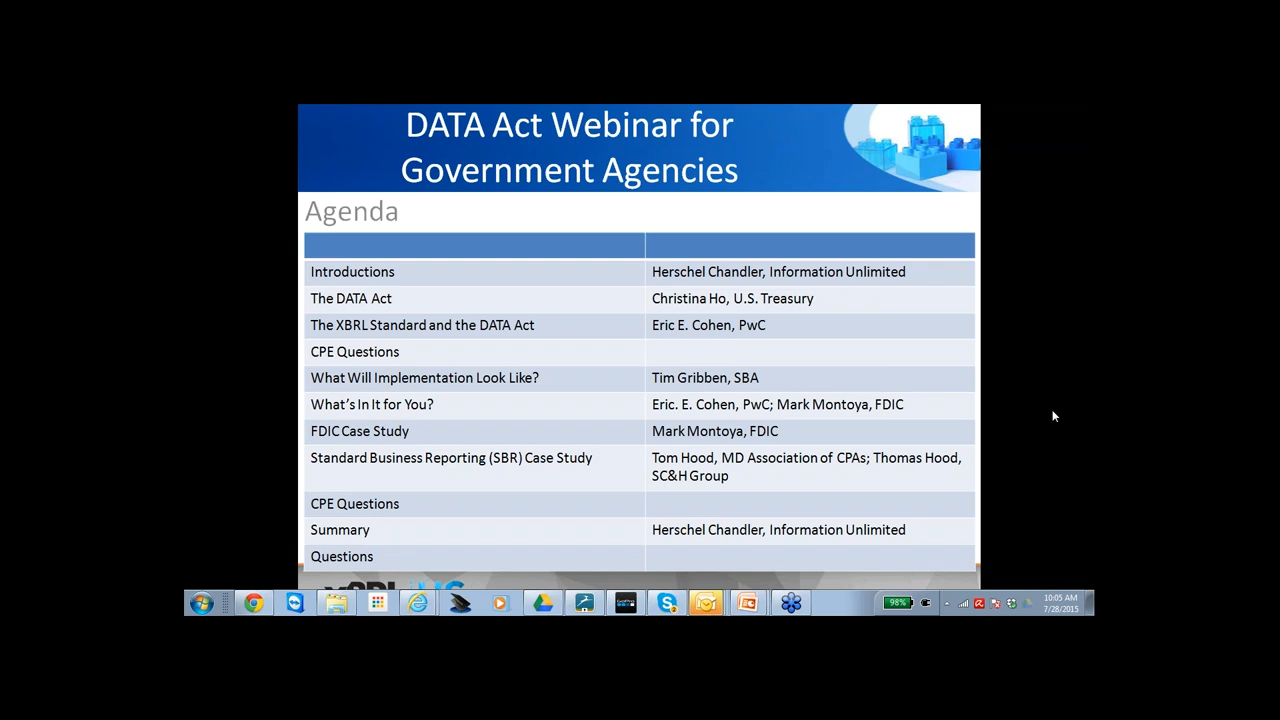 DATA Act Webinar for
Government Agencies
Agenda
Introductions Herschel Chandler, Information Unlimited
The DATA Act Christina Ho, U.S. Treasury
The XBRL Standard and the DATA Act Eric E. Cohen, PwC
CPE Questions
What Will Implementation Look Like? Tim Gribben, SBA
What's In It for You? Eric. E. Cohen, PwC; Mark Montoya, FDIC
FDIC Case Study Mark Montoya, FDIC
Standard Business Reporting (SBR) Case Study Tom Hood, MD Association of CPAs; Thomas Hood,
SC&H Group
CPE Questions
Summary Herschel Chandler, Information Unlimited
Questions
98%
10:05 AM
7/28/2015